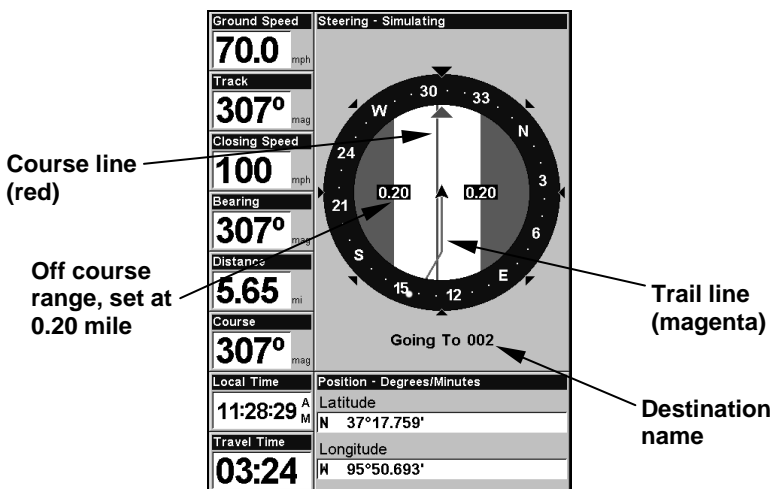 Ground Speed
70.0 mph
Track
307º mag
Closing Speed
100 mph
Bearing
307º mag
Distance
5.65 mi
Course
307º mag
Local Time
11:28:29 AM
Travel Time
03:24
Steering - Simulating
30
33
N
3
6
E
12
15
S
21
24
W
0.20
0.20
Going To 002
Position - Degrees/Minutes
Latitude
N 37°17.759'
Longitude
W 95°50.693'
Course line
(red)
Off course
range, set at
0.20 mile
Trail line
(magenta)
Destination
name